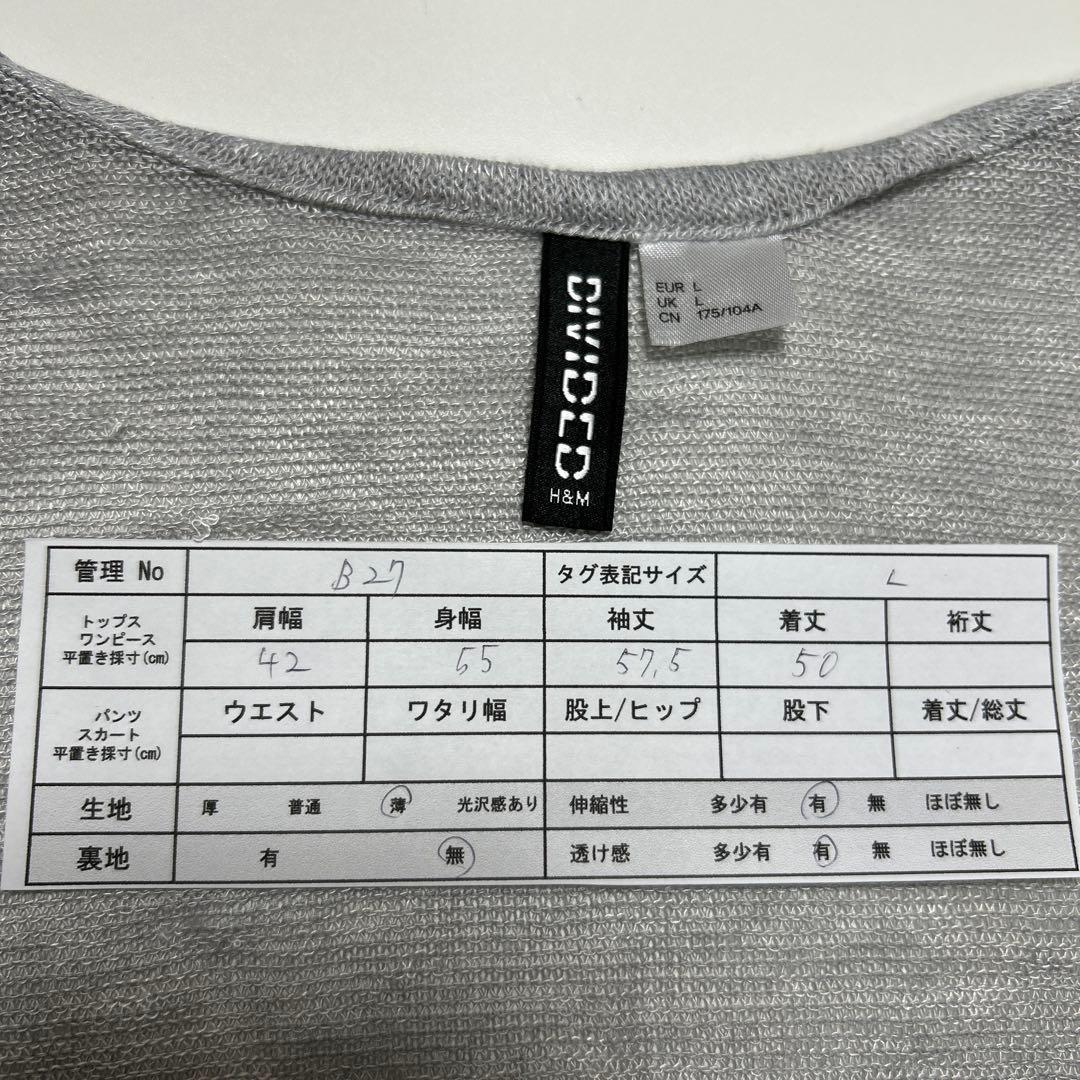 DIVIDED
H&M
EUR L
UK L
CN 175/104A
管理 No B27 タグ表記サイズ L
トップス
ワンピース
平置き採寸(cm)
肩幅 身幅 袖丈 着丈 裄丈
42 55 57.5 50
パンツ
スカート
平置き採寸(cm)
ウエスト ワタリ幅 股上/ヒップ 股下 着丈/総丈
生地 厚 普通 薄 光沢感あり 伸縮性 多少有 有 無 ほぼ無し
裏地 有 無 透け感 多少有 有 無 ほぼ無し